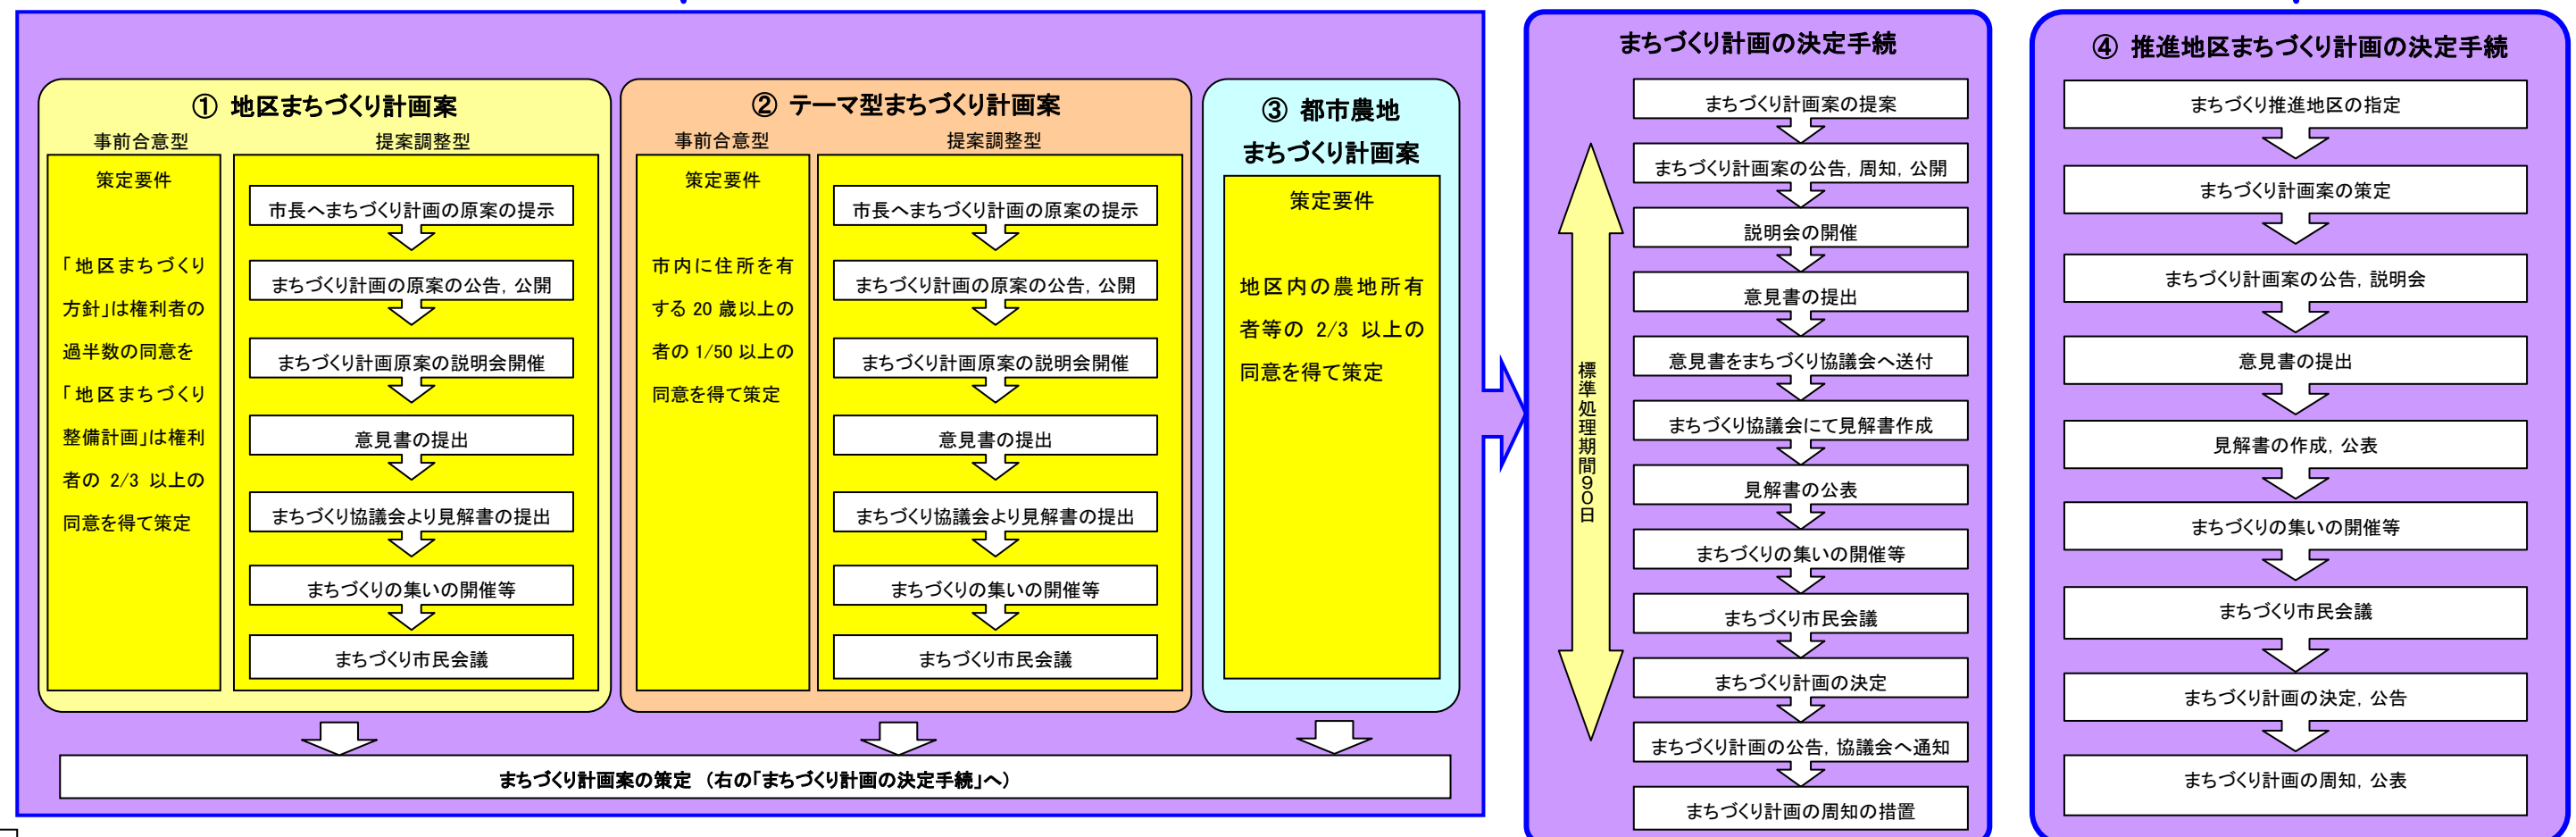 ① 地区まちづくり計画案
事前合意型
策定要件
「地区まちづくり
方針」は権利者の
過半数の同意を
「地区まちづくり
整備計画」は権利
者の 2/3 以上の
同意を得て策定
提案調整型
市長へまちづくり計画の原案の提示
まちづくり計画の原案の公告，公開
まちづくり計画原案の説明会開催
意見書の提出
まちづくり協議会より見解書の提出
まちづくりの集いの開催等
まちづくり市民会議
② テーマ型まちづくり計画案
事前合意型
策定要件
市内に住所を有
する 20 歳以上の
者の 1/50 以上の
同意を得て策定
提案調整型
市長へまちづくり計画の原案の提示
まちづくり計画の原案の公告，公開
まちづくり計画原案の説明会開催
意見書の提出
まちづくり協議会より見解書の提出
まちづくりの集いの開催等
まちづくり市民会議
③ 都市農地
まちづくり計画案
策定要件
地区内の農地所有
者等の 2/3 以上の
同意を得て策定
まちづくり計画案の策定 （右の「まちづくり計画の決定手続」へ）
まちづくり計画の決定手続
標準処理期間９０日
まちづくり計画案の提案
まちづくり計画案の公告，周知，公開
説明会の開催
意見書の提出
意見書をまちづくり協議会へ送付
まちづくり協議会にて見解書作成
見解書の公表
まちづくりの集いの開催等
まちづくり市民会議
まちづくり計画の決定
まちづくり計画の公告，協議会へ通知
まちづくり計画の周知の措置
④ 推進地区まちづくり計画の決定手続
まちづくり推進地区の指定
まちづくり計画案の策定
まちづくり計画案の公告，説明会
意見書の提出
見解書の作成，公表
まちづくりの集いの開催等
まちづくり市民会議
まちづくり計画の決定，公告
まちづくり計画の周知，公表